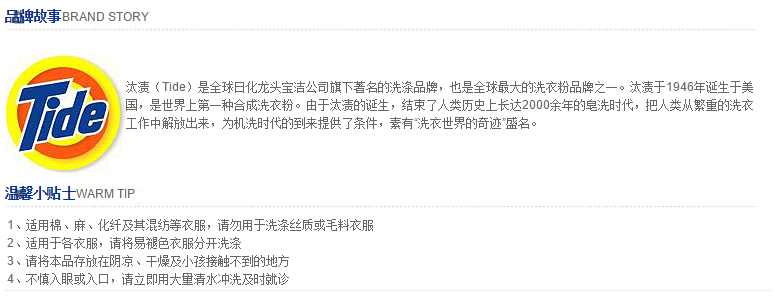 品牌故事BRAND STORY
Tide
汰渍（Tide）是全球日化龙头宝洁公司旗下著名的洗涤品牌，也是全球最大的洗衣粉品牌之一。汰渍于1946年诞生于美
国，是世界上第一种合成洗衣粉。由于汰渍的诞生，结束了人类历史上长达2000余年的皂洗时代，把人类从繁重的洗衣
工作中解放出来，为机洗时代的到来提供了条件，素有“洗衣世界的奇迹”盛名。
温馨小贴士WARM TIP
1、适用棉、麻、化纤及其混纺等衣服，请勿用于洗涤丝质或毛料衣服
2、适用于各衣服，请将易褪色衣服分开洗涤
3、请将本品存放在阴凉、干燥及小孩接触不到的地方
4、不慎入眼或入口，请立即用大量清水冲洗及时就诊